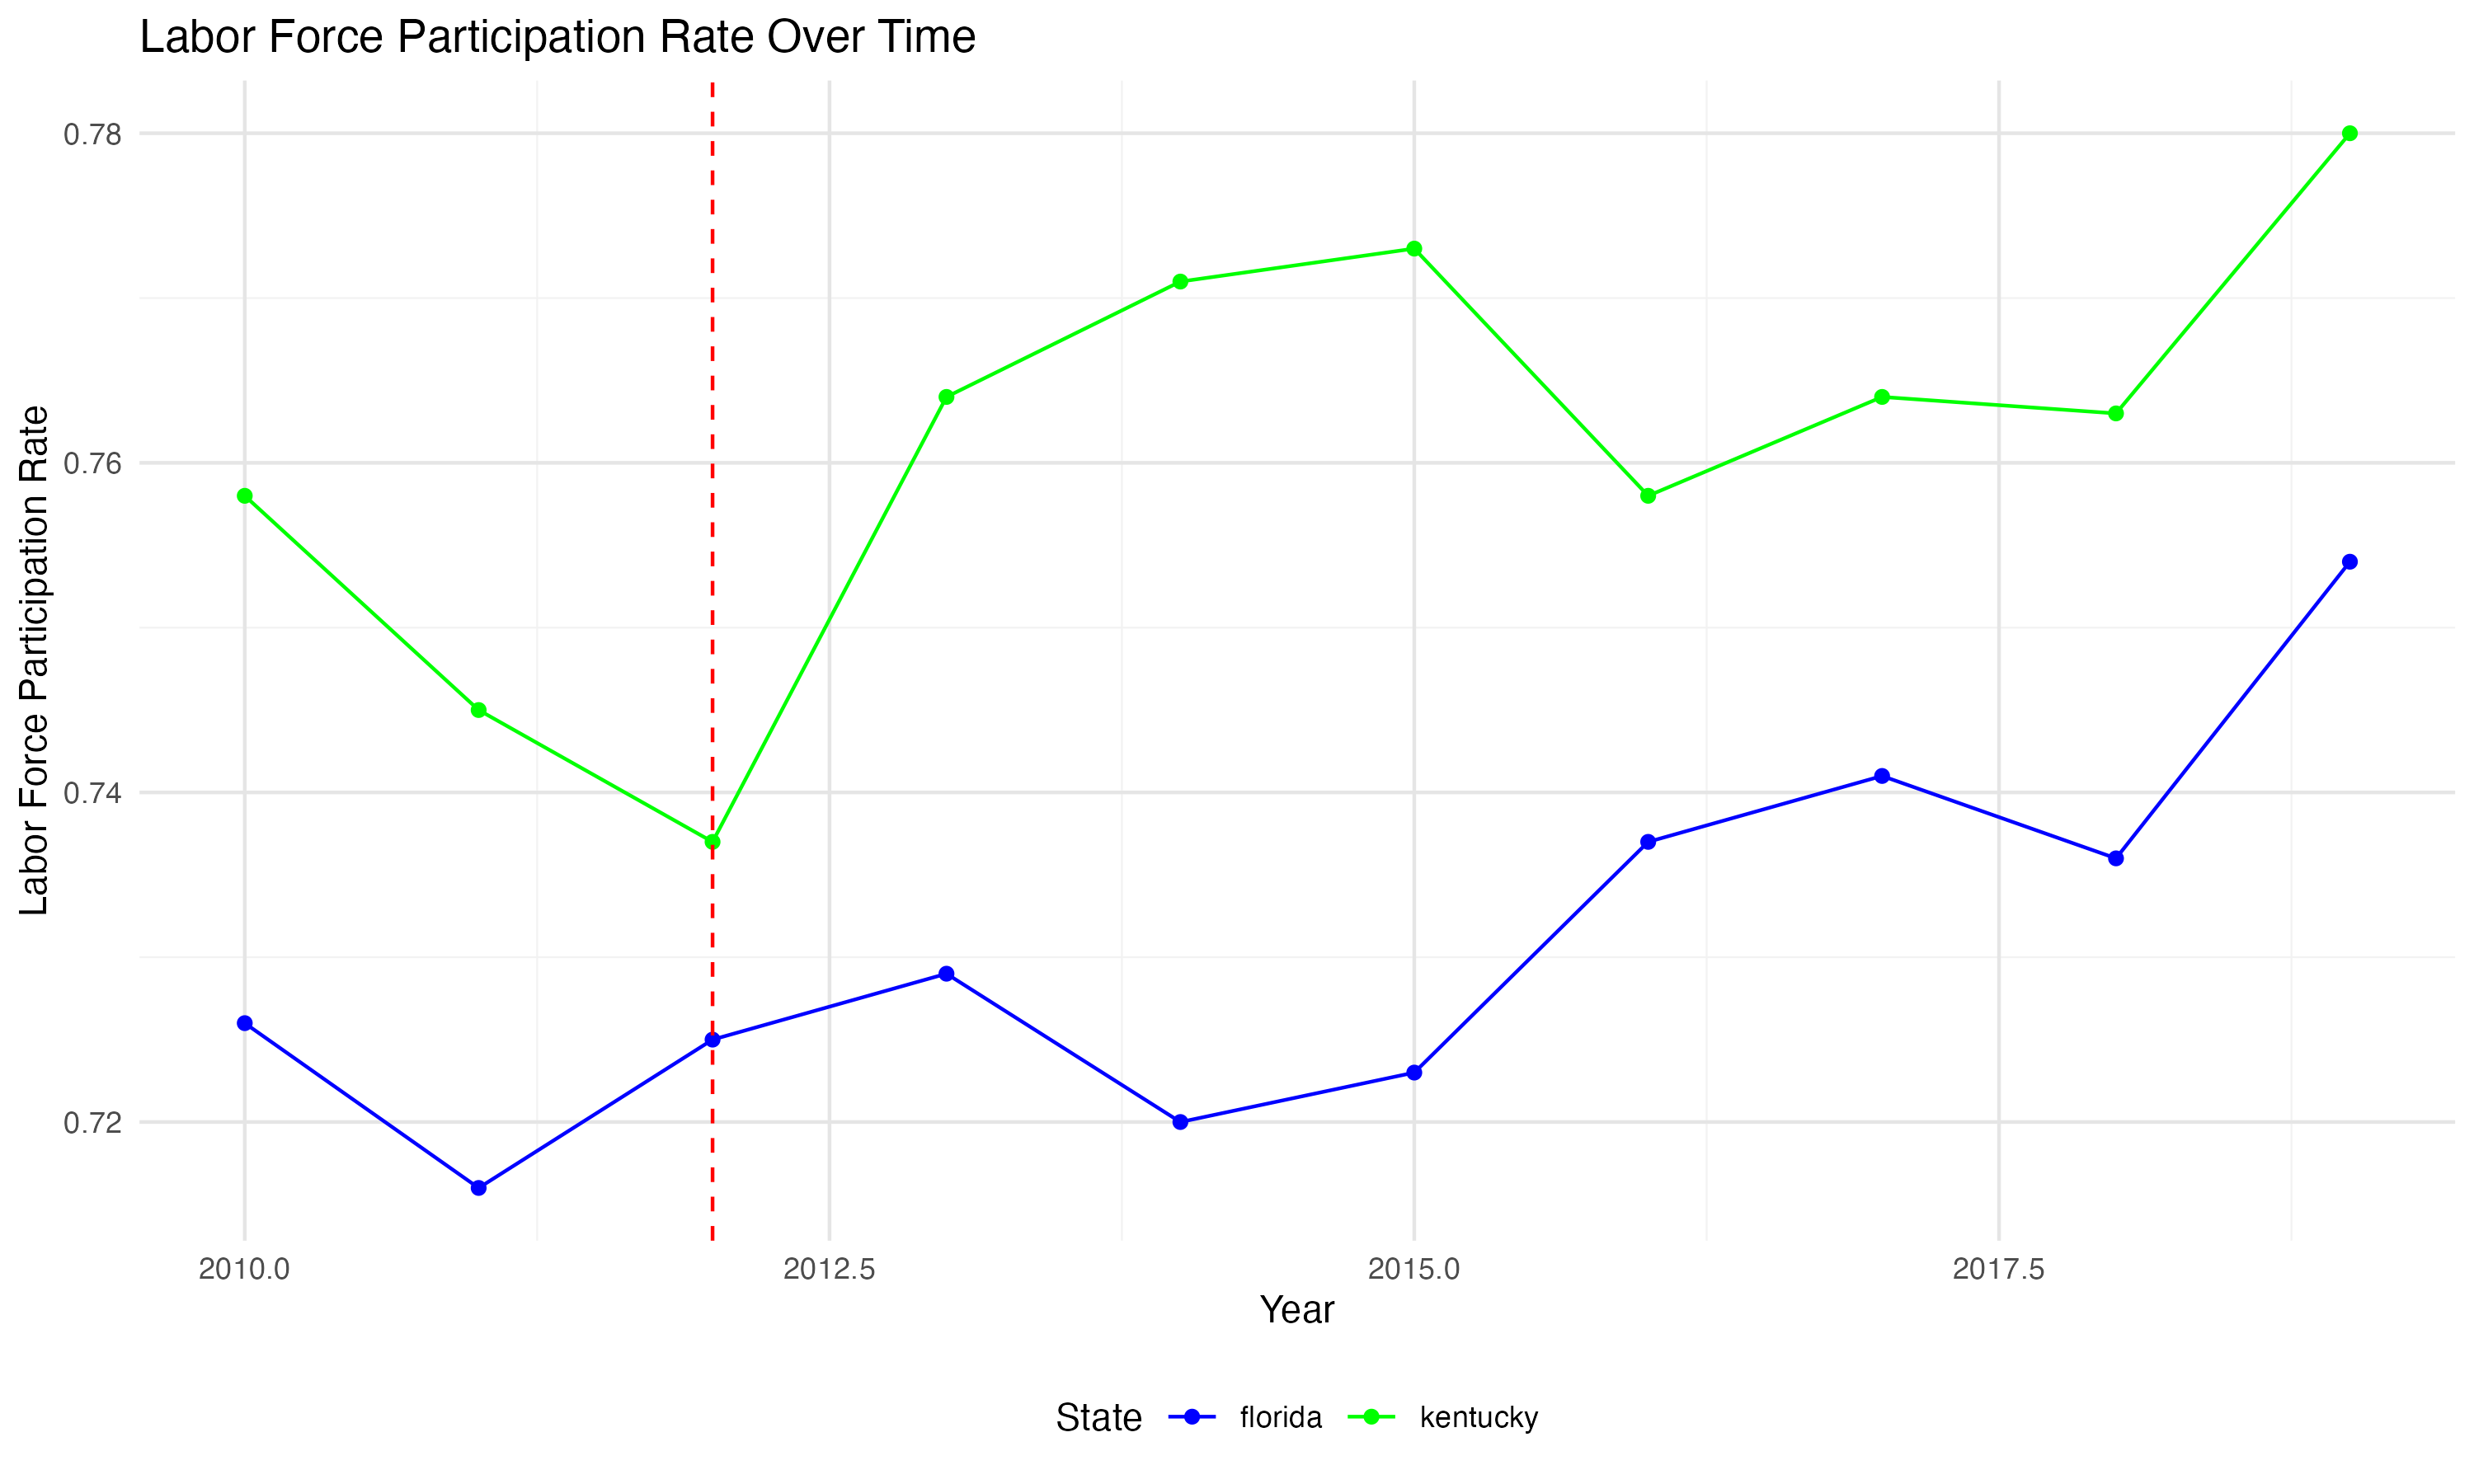 Labor Force Participation Rate Over Time
Labor Force Participation Rate
0.78
0.76
0.74
0.72
2010.0 2012.5 2015.0 2017.5
Year
State florida kentucky